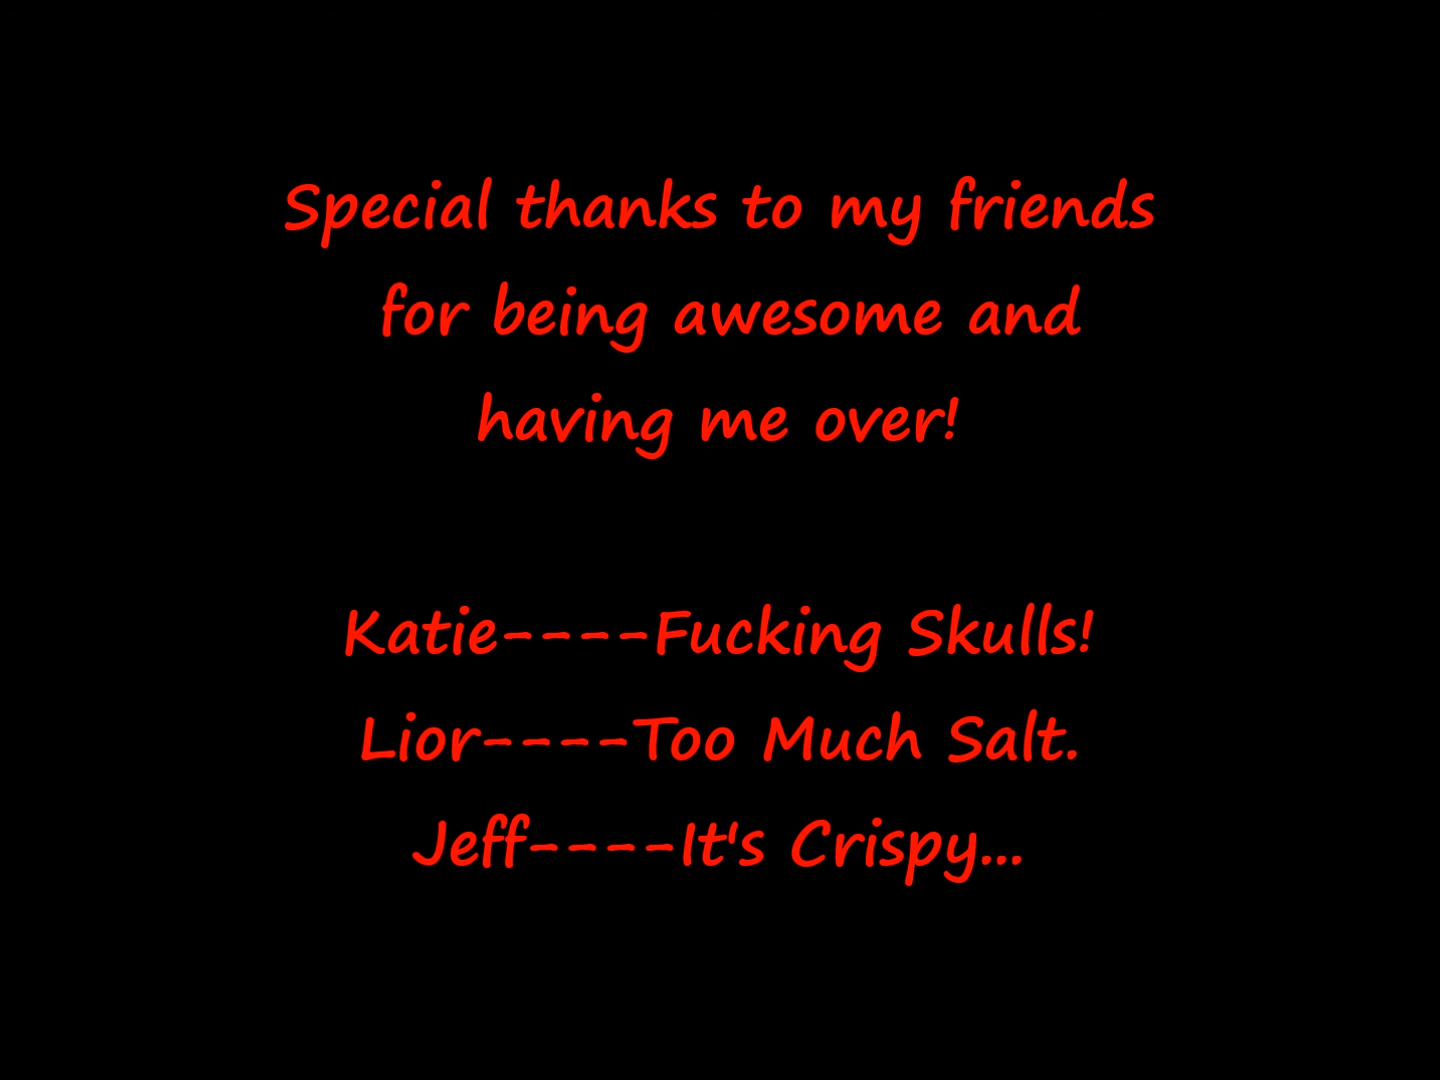 Special thanks to my friends
for being awesome and
having me over!
Katie----Fucking Skulls!
Lior----Too Much Salt.
Jeff----It's Crispy...